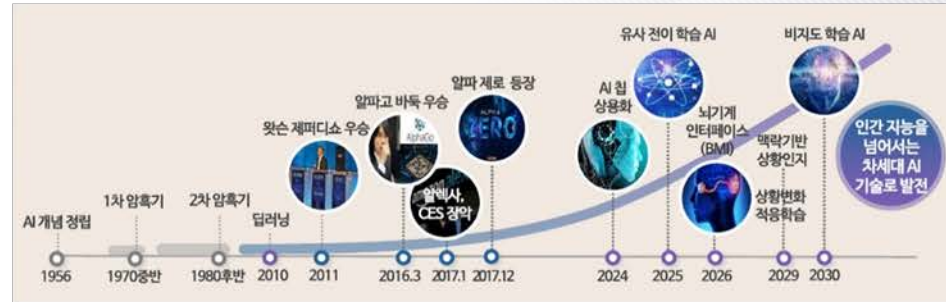 AI 개념 정립
1956
1차 암흑기
1970중반
2차 암흑기
1980후반
딥러닝
2010
왓슨 제퍼디쇼 우승
2011
알파고 바둑 우승
AlphaGo
2016.3
알렉사,
CES 장악
2017.1
알파 제로 등장
ZERO
2017.12
AI 칩
상용화
2024
유사 전이 학습 AI
2025
뇌기계
인터페이스
(BMI)
2026
맥락기반
상황인지
상황변화
적응학습
2029
비지도 학습 AI
2030
인간 지능을
넘어서는
차세대 AI
기술로 발전